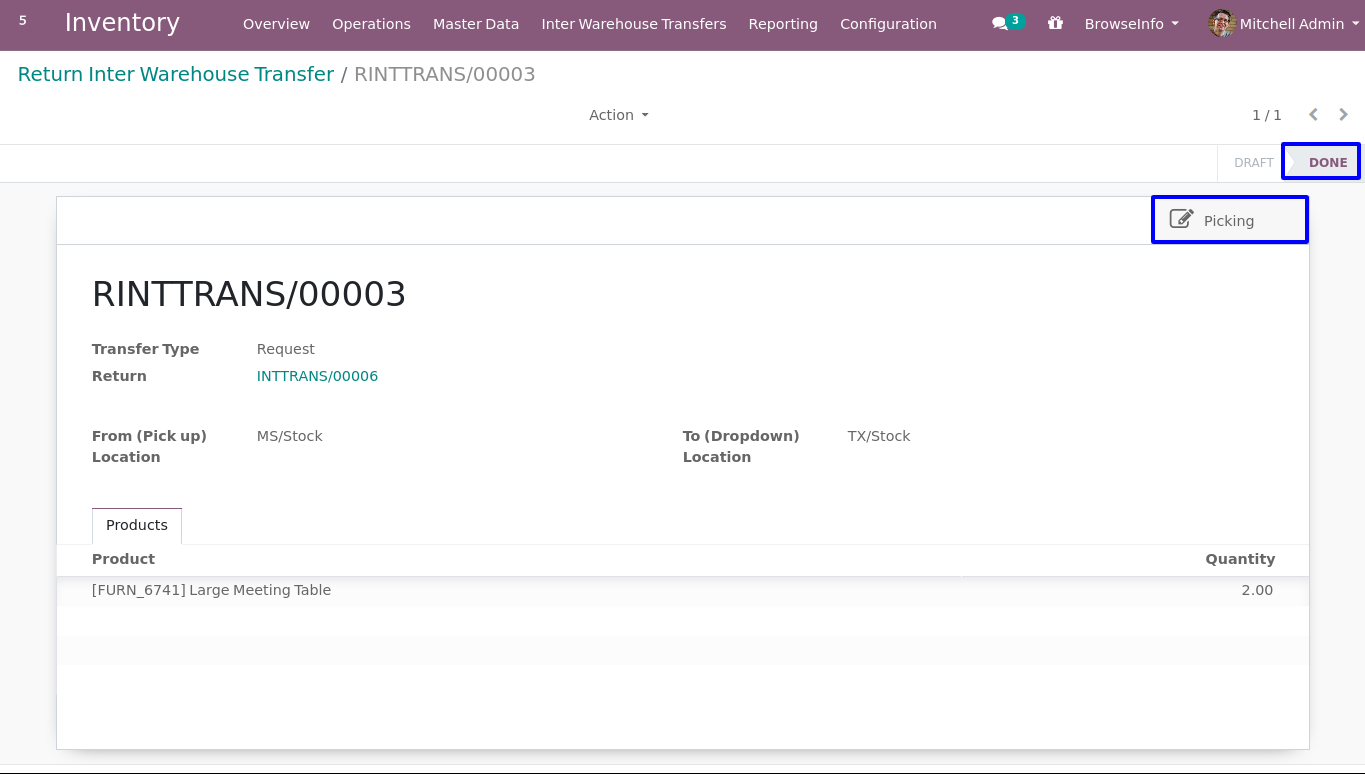 5 Inventory Overview Operations Master Data Inter Warehouse Transfers Reporting Configuration 3 BrowseInfo Mitchell Admin
Return Inter Warehouse Transfer / RINTTRANS/00003
Action 1 / 1
DRAFT DONE
Picking
RINTTRANS/00003
Transfer Type Request
Return INTTRANS/00006
From (Pick up) MS/Stock To (Dropdown) TX/Stock
Location Location
Products
Product Quantity
[FURN_6741] Large Meeting Table 2.00